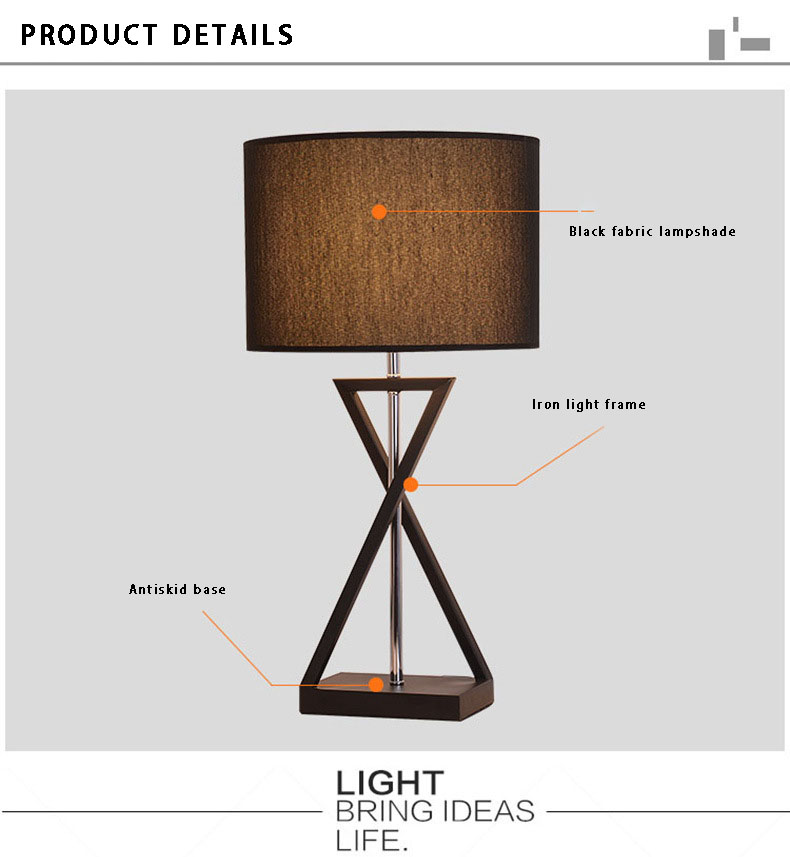 PRODUCT DETAILS
Black fabric lampshade
Iron light frame
Antiskid base
LIGHT
BRING IDEAS
LIFE.